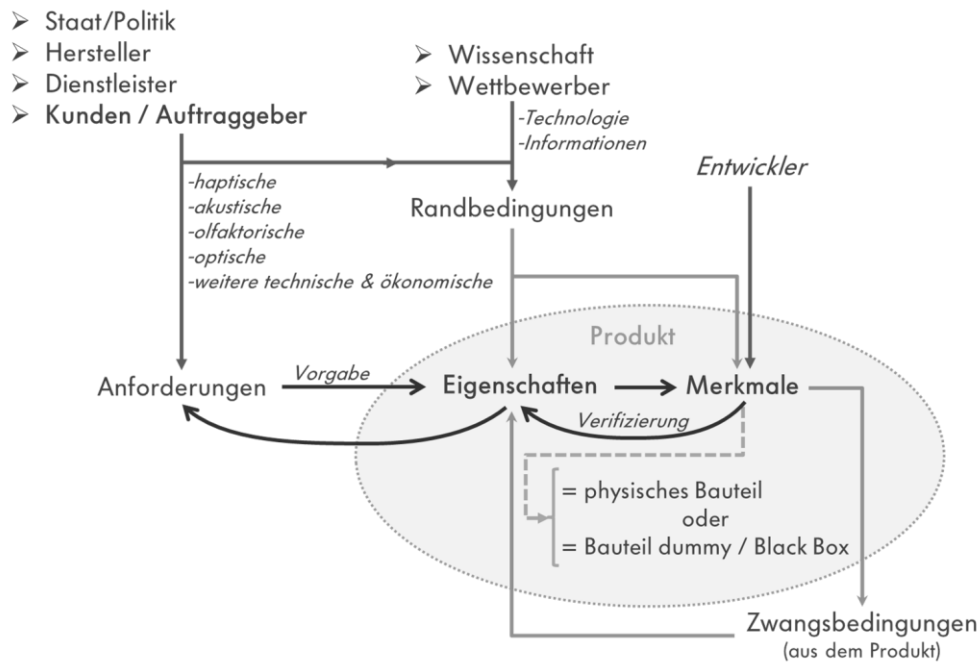 ➢ Staat/Politik
➢ Hersteller
➢ Dienstleister
➢ Kunden / Auftraggeber
➢ Wissenschaft
➢ Wettbewerber
-Technologie
-Informationen
Entwickler
-haptische
-akustische
-olfaktorische
-optische
-weitere technische & ökonomische
Randbedingungen
Produkt
Anforderungen
Vorgabe
Eigenschaften
Merkmale
Verifizierung
= physisches Bauteil
oder
= Bauteil dummy / Black Box
Zwangsbedingungen
(aus dem Produkt)